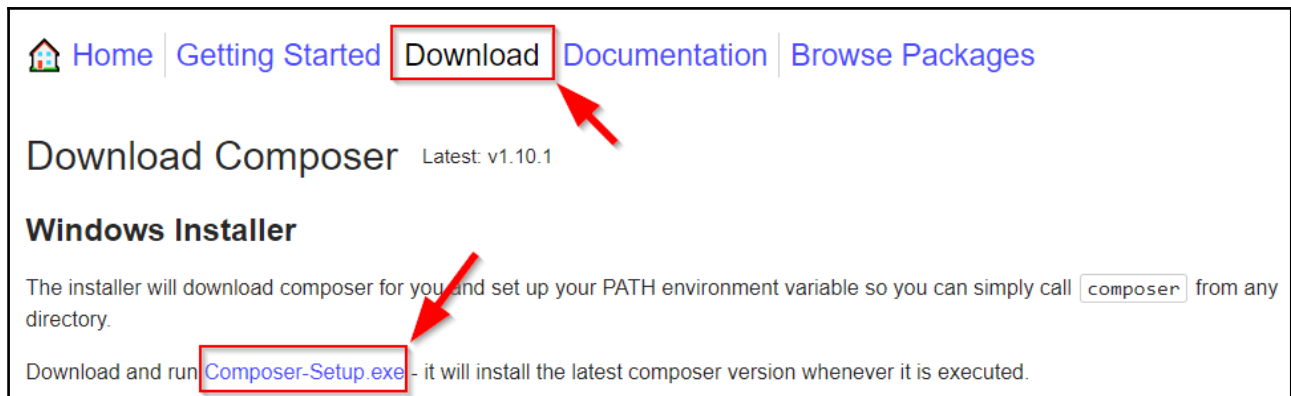 Home Getting Started Download Documentation Browse Packages
Download Composer Latest: v1.10.1
Windows Installer
The installer will download composer for you and set up your PATH environment variable so you can simply call composer from any
directory.
Download and run Composer-Setup.exe - it will install the latest composer version whenever it is executed.